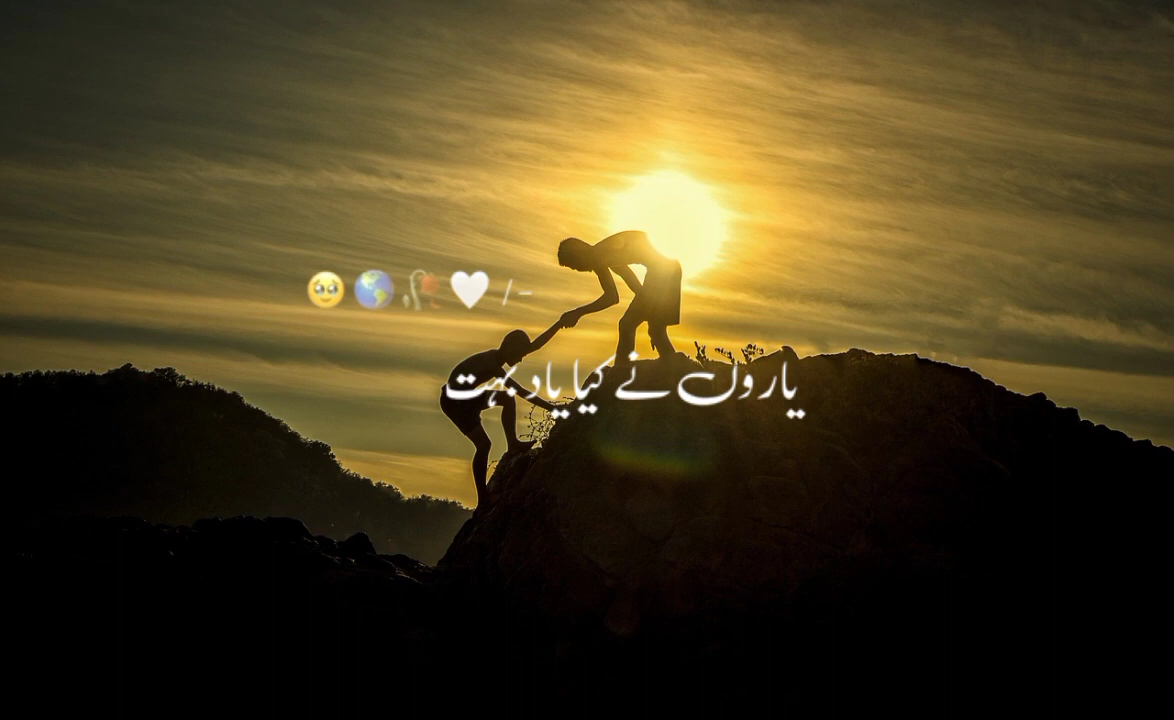 🥹🌎🥀🤍/-
یاروں نے کیا یاد بہت